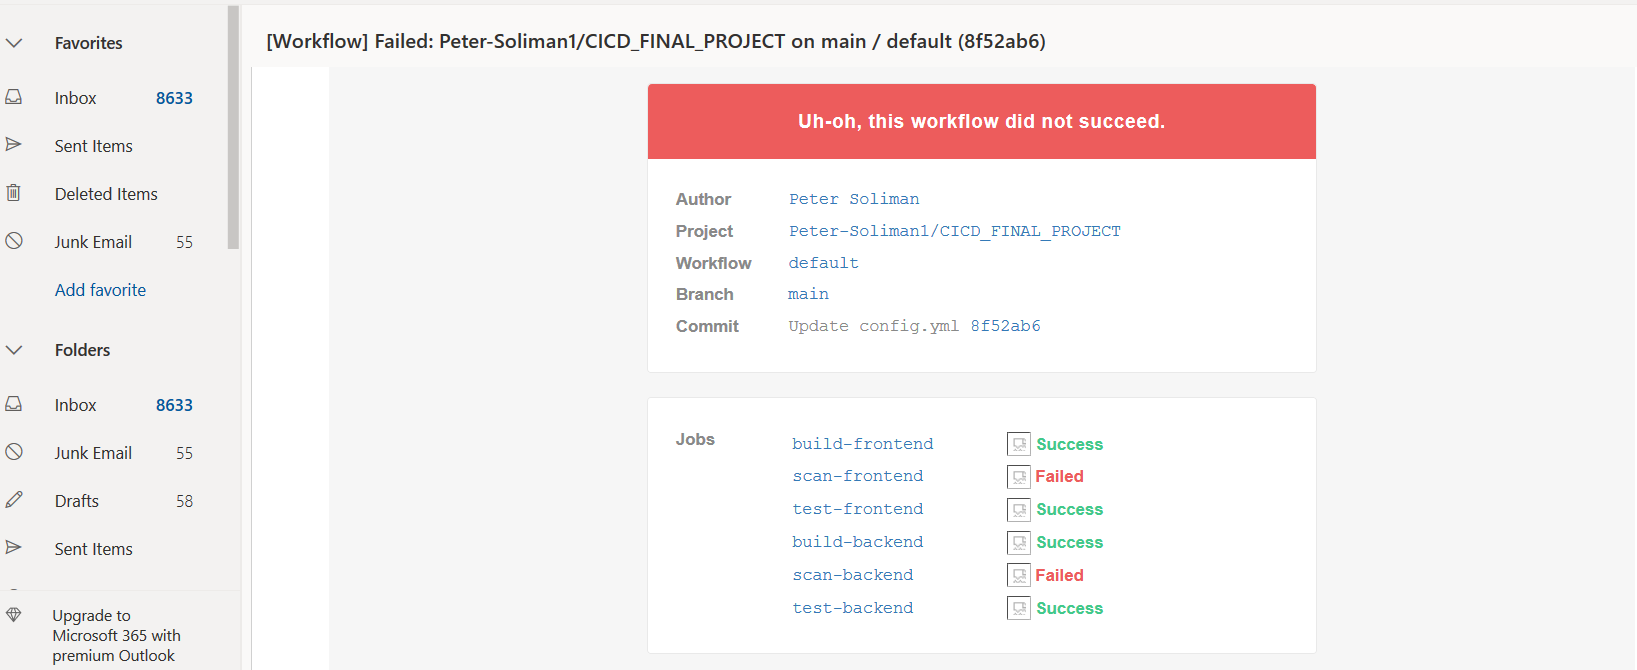 Favorites
Inbox 8633
Sent Items
Deleted Items
Junk Email 55
Add favorite
Folders
Inbox 8633
Junk Email 55
Drafts 58
Sent Items
Upgrade to
Microsoft 365 with
premium Outlook
[Workflow] Failed: Peter-Soliman1/CICD_FINAL_PROJECT on main / default (8f52ab6)
Uh-oh, this workflow did not succeed.
Author Peter Soliman
Project Peter-Soliman1/CICD_FINAL_PROJECT
Workflow default
Branch main
Commit Update config.yml 8f52ab6
Jobs build-frontend Success
scan-frontend Failed
test-frontend Success
build-backend Success
scan-backend Failed
test-backend Success